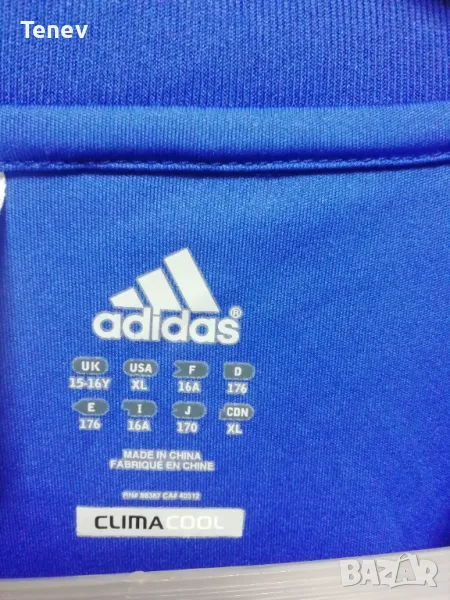 Tenev
adidas®
UK USA F D
15-16Y XL 16A 176
E I J CDN
176 16A 170 XL
MADE IN CHINA
FABRIQUÉ EN CHINE
CLIMACOOL
BAZAR